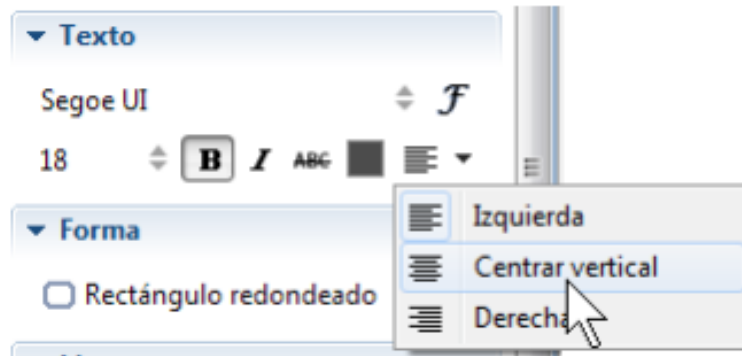 Texto
Segoe UI
18 B I ABC
Izquierda
Forma
Centrar vertical
Rectángulo redondeado
Derecha